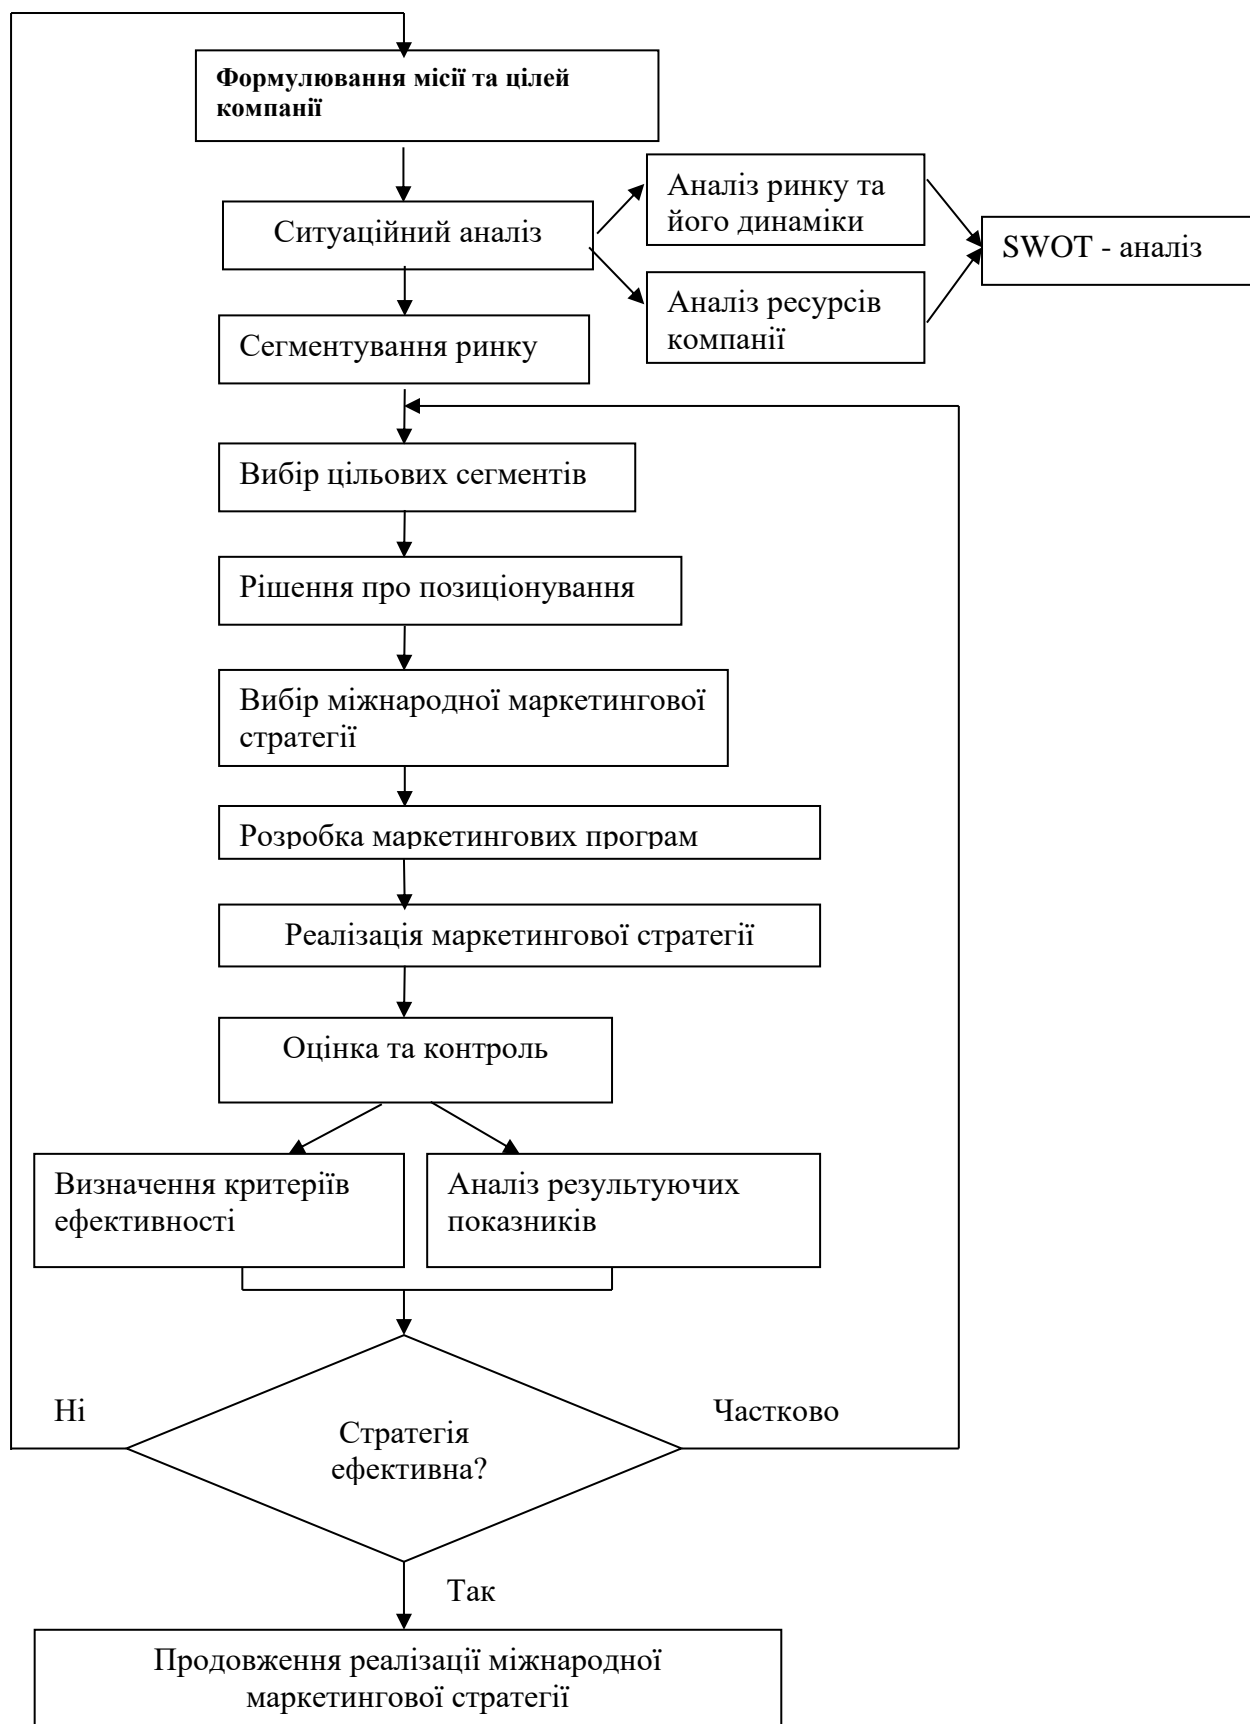 Формулювання місії та цілей
компанії
Аналіз ринку та
його динаміки
Ситуаційний аналіз
SWOT - аналіз
Аналіз ресурсів
компанії
Сегментування ринку
Вибір цільових сегментів
Рішення про позиціонування
Вибір міжнародної маркетингової
стратегії
Розробка маркетингових програм
Реалізація маркетингової стратегії
Оцінка та контроль
Визначення критеріїв
ефективності
Аналіз результуючих
показників
Ні
Частково
Стратегія
ефективна?
Так
Продовження реалізації міжнародної
маркетингової стратегії